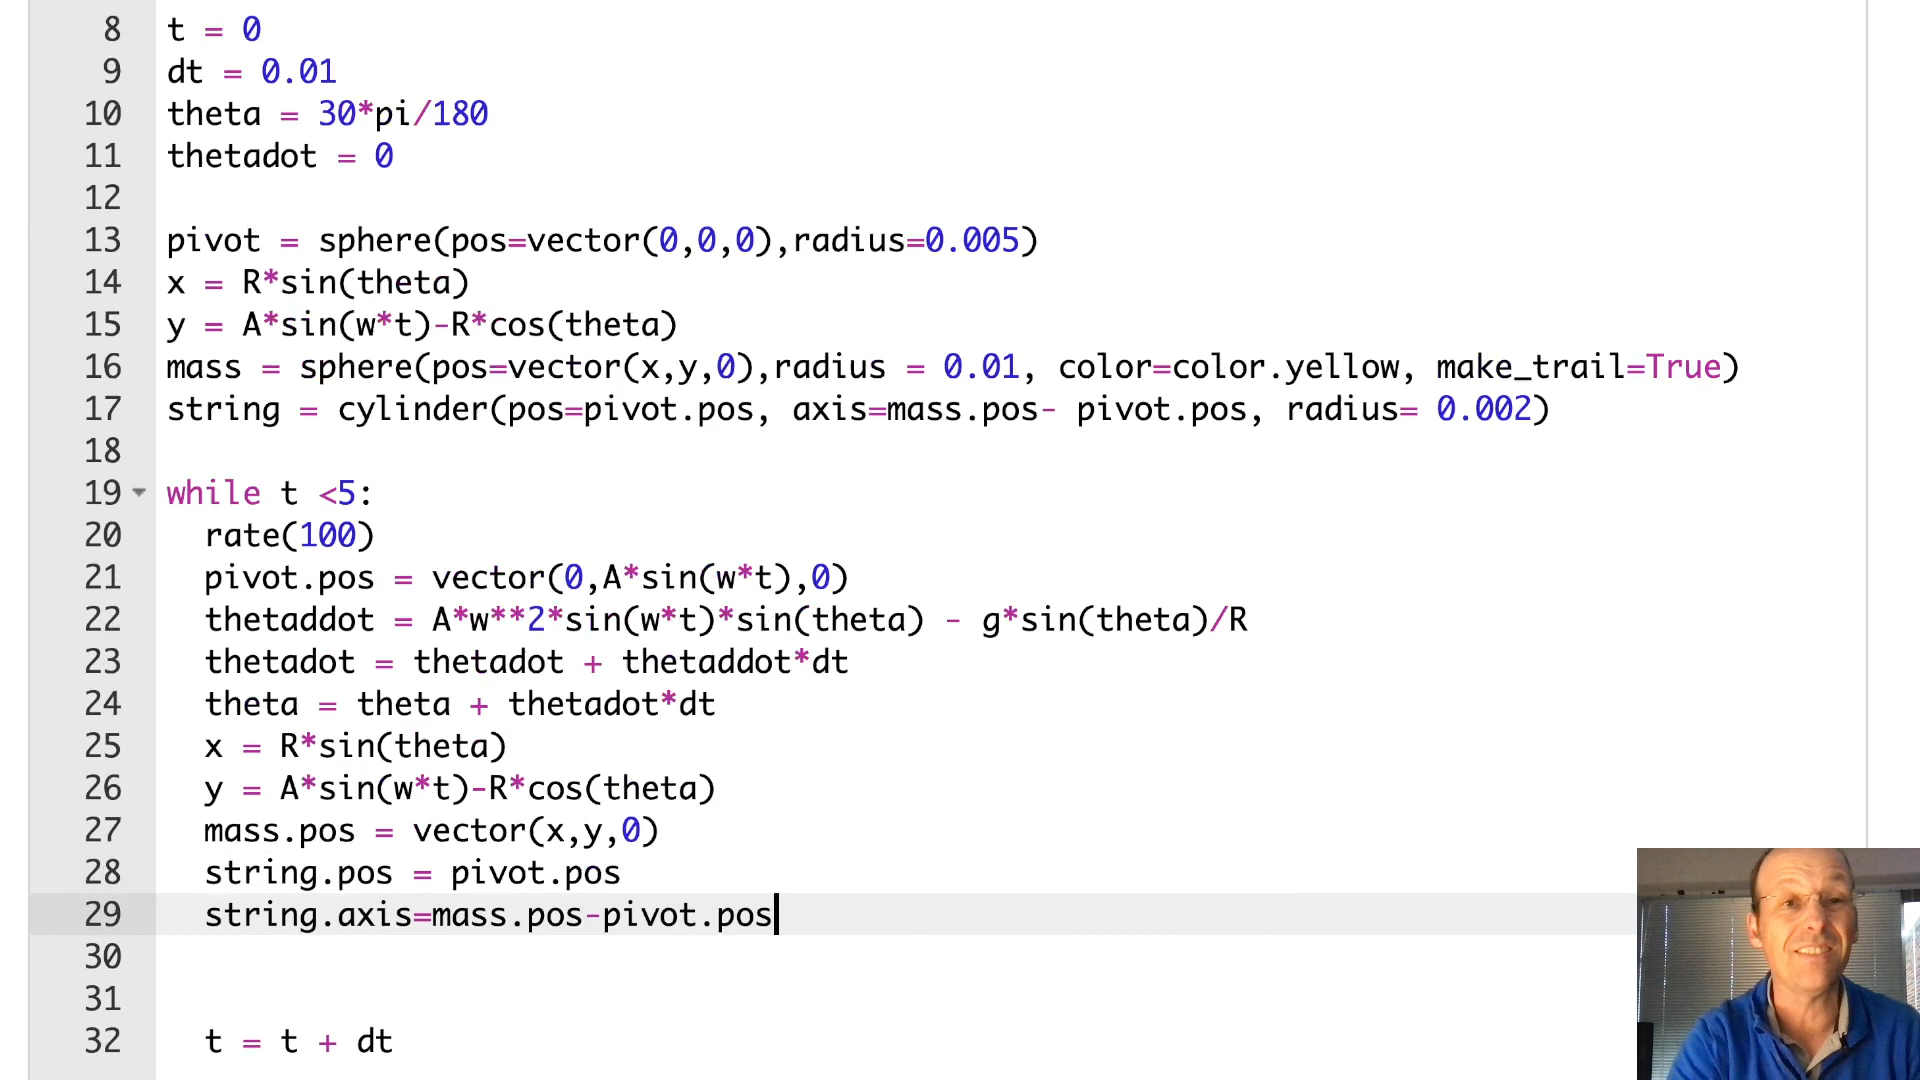 8 t = 0
9 dt = 0.01
10 theta = 30*pi/180
11 thetadot = 0
12
13 pivot = sphere(pos=vector(0,0,0),radius=0.005)
14 x = R*sin(theta)
15 y = A*sin(w*t)-R*cos(theta)
16 mass = sphere(pos=vector(x,y,0),radius = 0.01, color=color.yellow, make_trail=True)
17 string = cylinder(pos=pivot.pos, axis=mass.pos- pivot.pos, radius= 0.002)
18
19 while t <5:
20   rate(100)
21   pivot.pos = vector(0,A*sin(w*t),0)
22   thetaddot = A*w**2*sin(w*t)*sin(theta) - g*sin(theta)/R
23   thetadot = thetadot + thetaddot*dt
24   theta = theta + thetadot*dt
25   x = R*sin(theta)
26   y = A*sin(w*t)-R*cos(theta)
27   mass.pos = vector(x,y,0)
28   string.pos = pivot.pos
29   string.axis=mass.pos-pivot.pos
30
31
32   t = t + dt